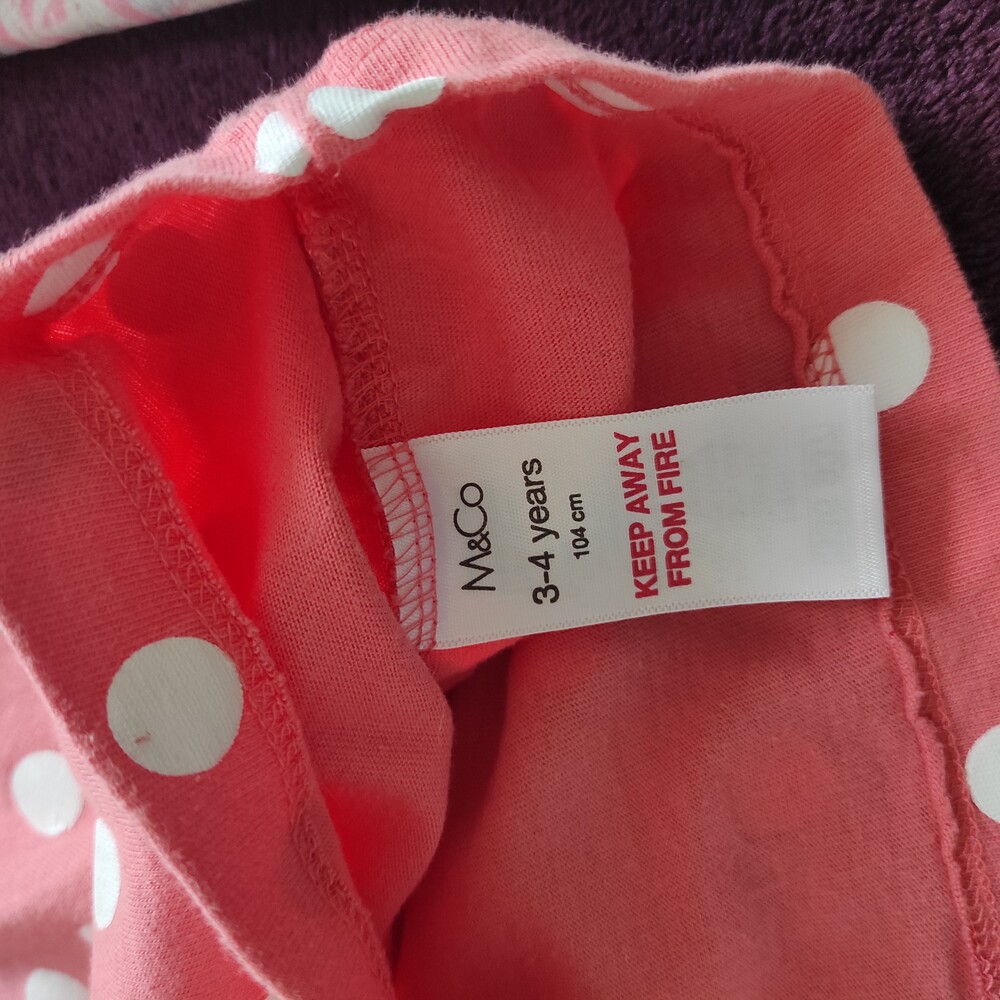 M&Co
3-4 years
104 cm
KEEP AWAY
FROM FIRE